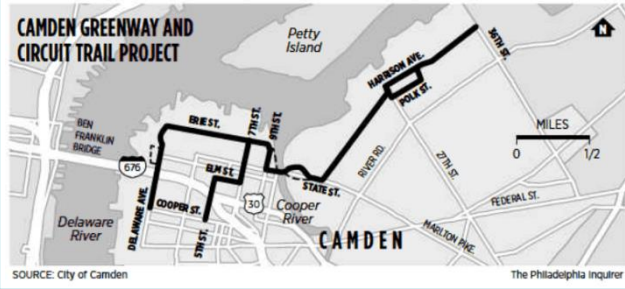 CAMDEN GREENWAY AND
CIRCUIT TRAIL PROJECT
Petty
Island
36TH ST.
N
HARRISON AVE.
POLK ST.
ERIE ST.
7TH ST.
9TH ST.
BEN
FRANKLIN
BRIDGE
MILES
0 1/2
676
ELM ST.
STATE ST.
RIVER RD.
27TH ST.
DELAWARE AVE.
COOPER ST.
5TH ST.
30
Cooper
River
FEDERAL ST.
Delaware
River
CAMDEN
MARLTON PIKE.
SOURCE: City of Camden
The Philadelphia Inquirer